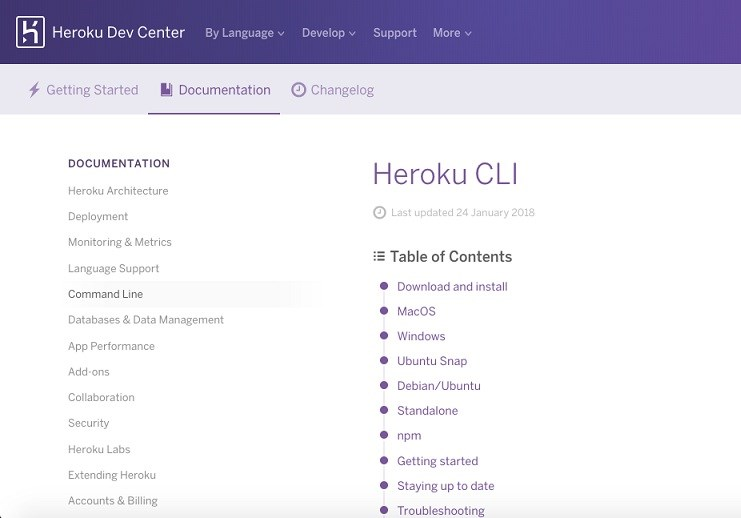 Heroku Dev Center By Language Develop Support More
Getting Started Documentation Changelog
DOCUMENTATION
Heroku Architecture
Deployment
Monitoring & Metrics
Language Support
Command Line
Databases & Data Management
App Performance
Add-ons
Collaboration
Security
Heroku Labs
Extending Heroku
Accounts & Billing
Heroku CLI
Last updated 24 January 2018
Table of Contents
Download and install
MacOS
Windows
Ubuntu Snap
Debian/Ubuntu
Standalone
npm
Getting started
Staying up to date
Troubleshooting